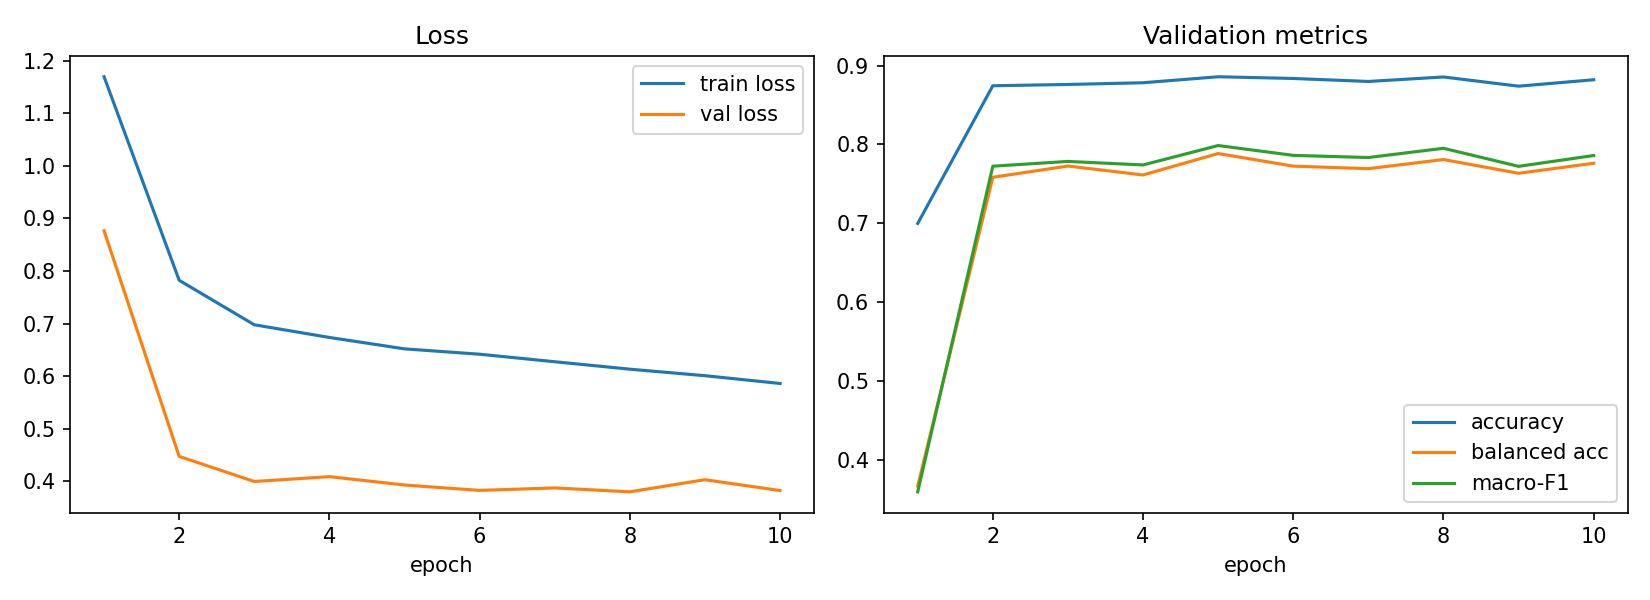 Loss
1.2
1.1
1.0
0.9
0.8
0.7
0.6
0.5
0.4
train loss
val loss
2
4
6
8
10
epoch
Validation metrics
0.9
0.8
0.7
0.6
0.5
0.4
accuracy
balanced acc
macro-F1
2
4
6
8
10
epoch